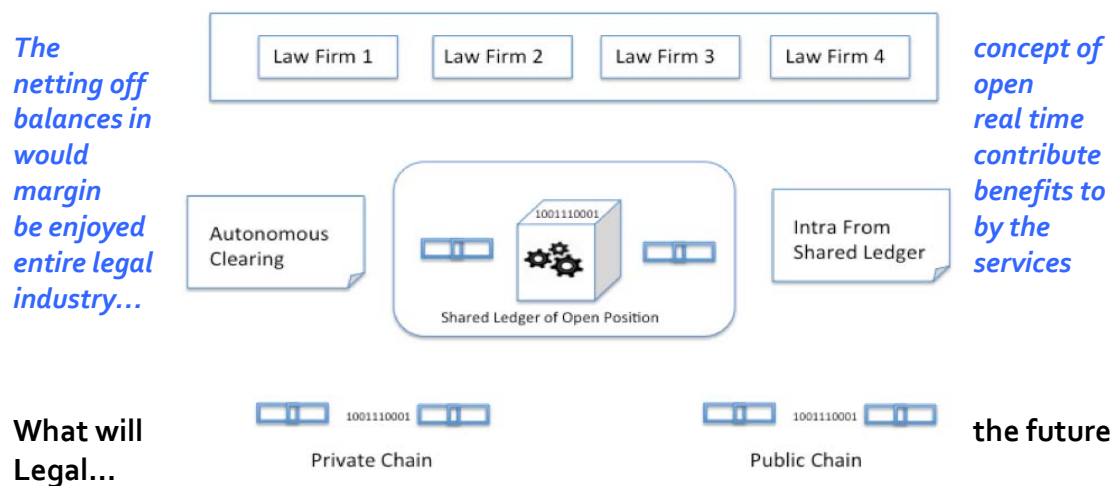 Law Firm 1 Law Firm 2 Law Firm 3 Law Firm 4
The concept of
netting off open
balances in real time
would contribute
margin benefits to
be enjoyed by the
entire legal services
industry...
Autonomous
Clearing
1001110001
Shared Ledger of Open Position
Intra From
Shared Ledger
1001110001
Private Chain
1001110001
Public Chain
What will the future
Legal...